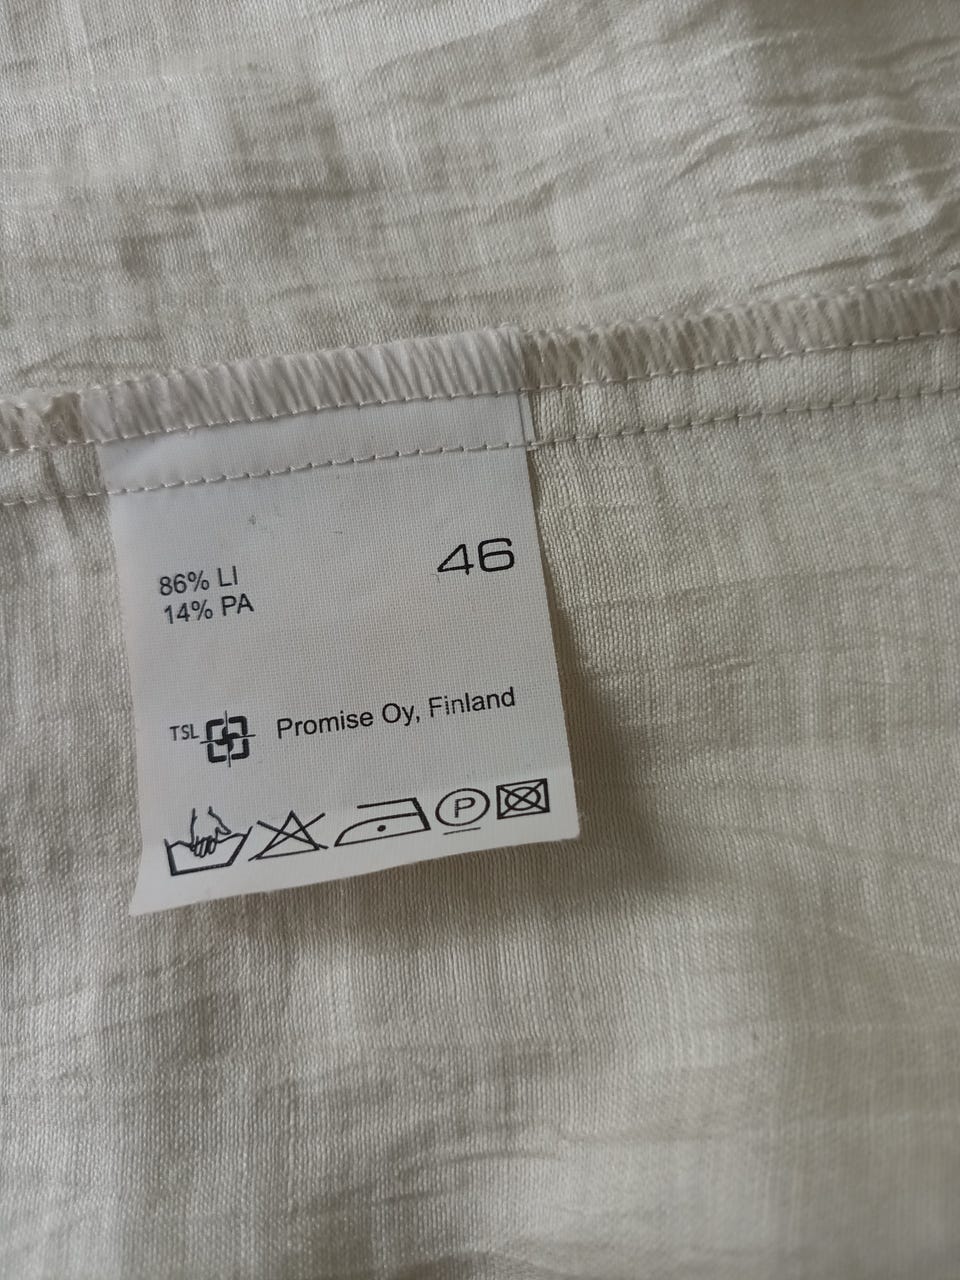 46
86% LI
14% PA
TSL
Promise Oy, Finland
P